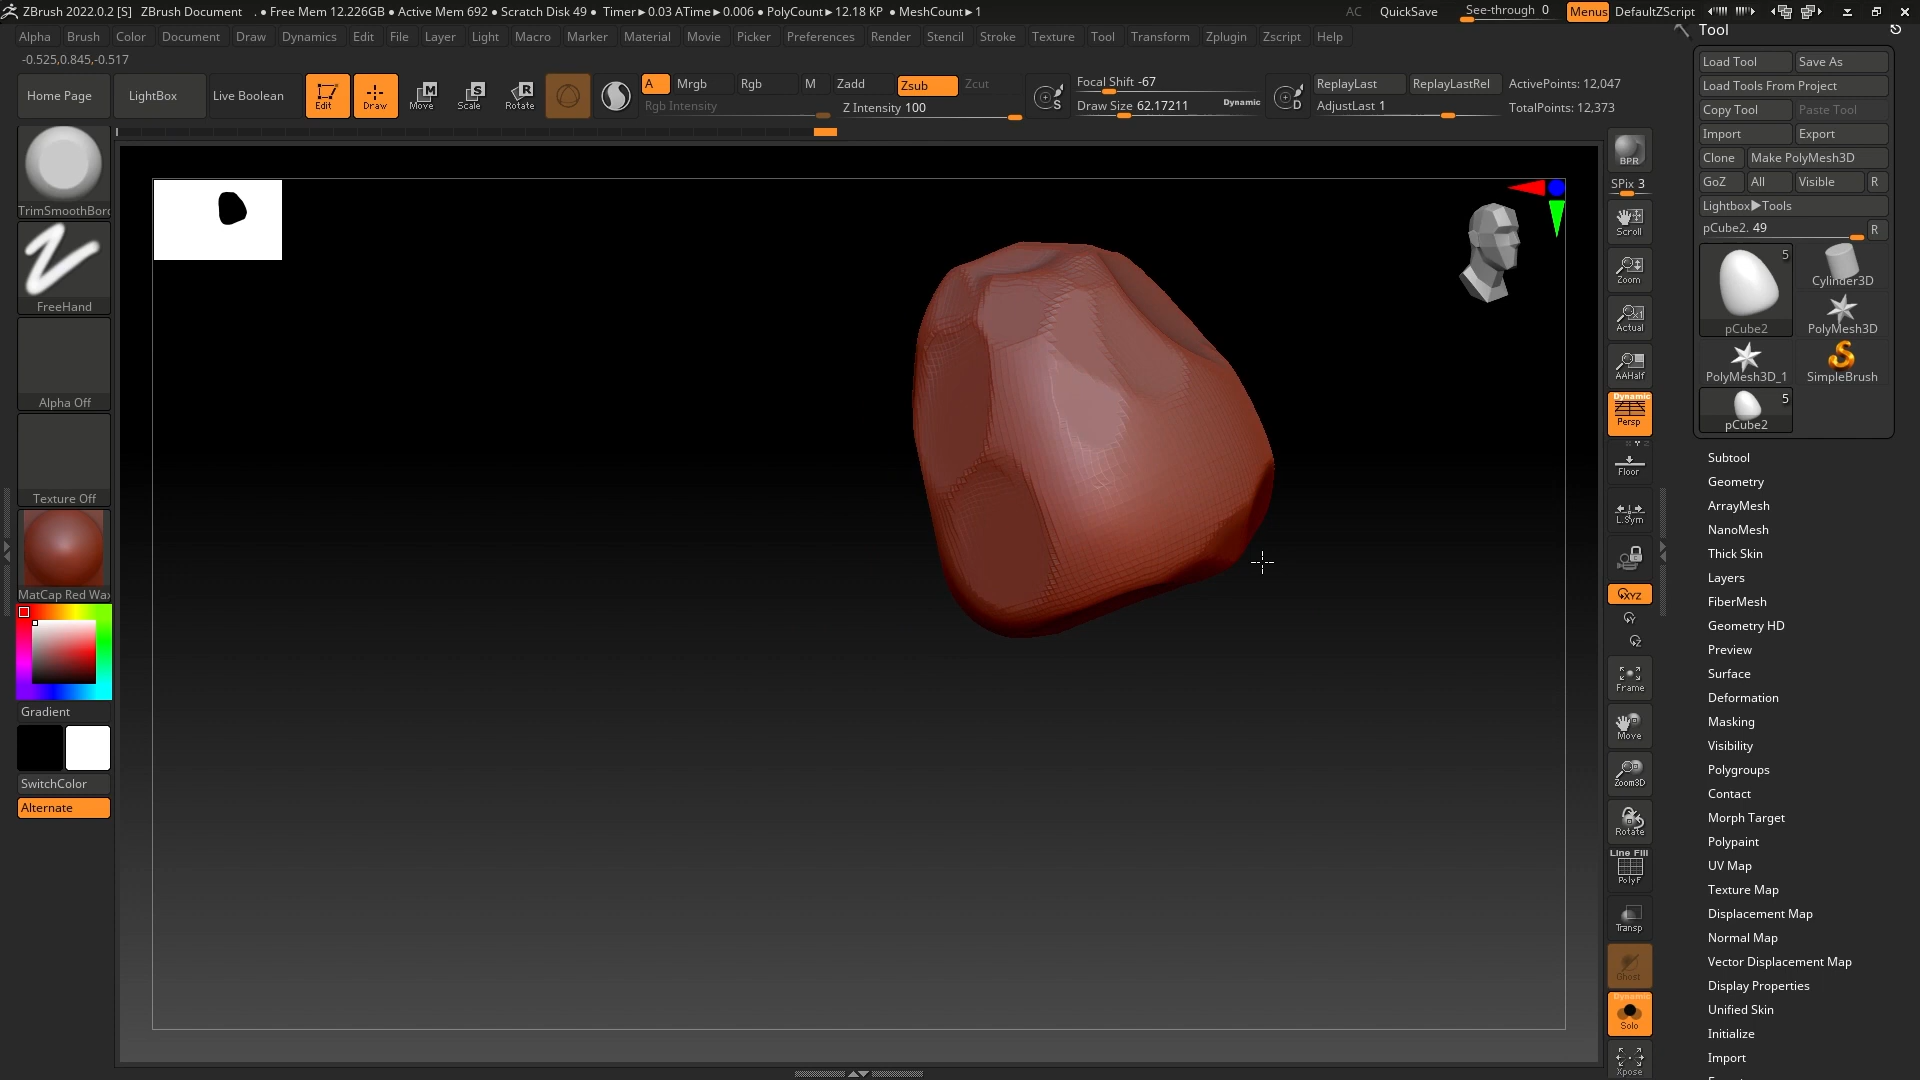 ZBrush 2022.0.2 [S] ZBrush Document . ● Free Mem 12.226GB ● Active Mem 692 ● Scratch Disk 49 ● Timer►0.03 ATime►0.006 ● PolyCount►12.18 KP ● MeshCount►1 AC QuickSave See-through 0 Menus DefaultZScript
Alpha Brush Color Document Draw Dynamics Edit File Layer Light Macro Marker Material Movie Picker Preferences Render Stencil Stroke Texture Tool Transform Zplugin Zscript Help
-0.525,0.845,-0.517
Home Page LightBox Live Boolean Edit Draw Move Scale Rotate
M S R
A Mrgb Rgb M Zadd Zsub Zcut
Rgb Intensity Z Intensity 100
S Focal Shift -67
Draw Size 62.17211 Dynamic
D ReplayLast ReplayLastRel
AdjustLast 1
ActivePoints: 12,047
TotalPoints: 12,373
TrimSmoothBord
FreeHand
Alpha Off
Texture Off
MatCap Red Wax
Gradient
SwitchColor
Alternate
BPR
SPix 3
Scroll
Zoom
Actual
AAHalf
Dynamic
Persp
Floor
L.Sym
XYZ
Y
Z
Frame
Move
Zoom3D
Rotate
Line Fill
PolyF
Transp
Ghost
Dynamic
Solo
Xpose
Tool
Load Tool Save As
Load Tools From Project
Copy Tool Paste Tool
Import Export
Clone Make PolyMesh3D
GoZ All Visible R
Lightbox►Tools
pCube2. 49 R
5
pCube2
Cylinder3D
PolyMesh3D
PolyMesh3D_1
SimpleBrush
5
pCube2
Subtool
Geometry
ArrayMesh
NanoMesh
Thick Skin
Layers
FiberMesh
Geometry HD
Preview
Surface
Deformation
Masking
Visibility
Polygroups
Contact
Morph Target
Polypaint
UV Map
Texture Map
Displacement Map
Normal Map
Vector Displacement Map
Display Properties
Unified Skin
Initialize
Import